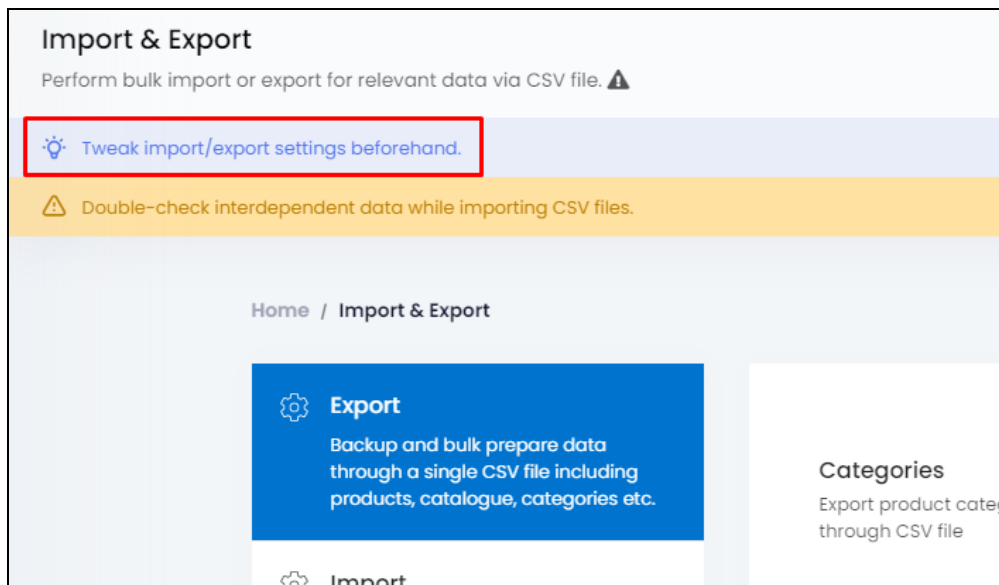 Import & Export
Perform bulk import or export for relevant data via CSV file.
Tweak import/export settings beforehand.
Double-check interdependent data while importing CSV files.
Home / Import & Export
Export
Backup and bulk prepare data
through a single CSV file including
products, catalogue, categories etc.
Categories
Export product
through CSV file
Import